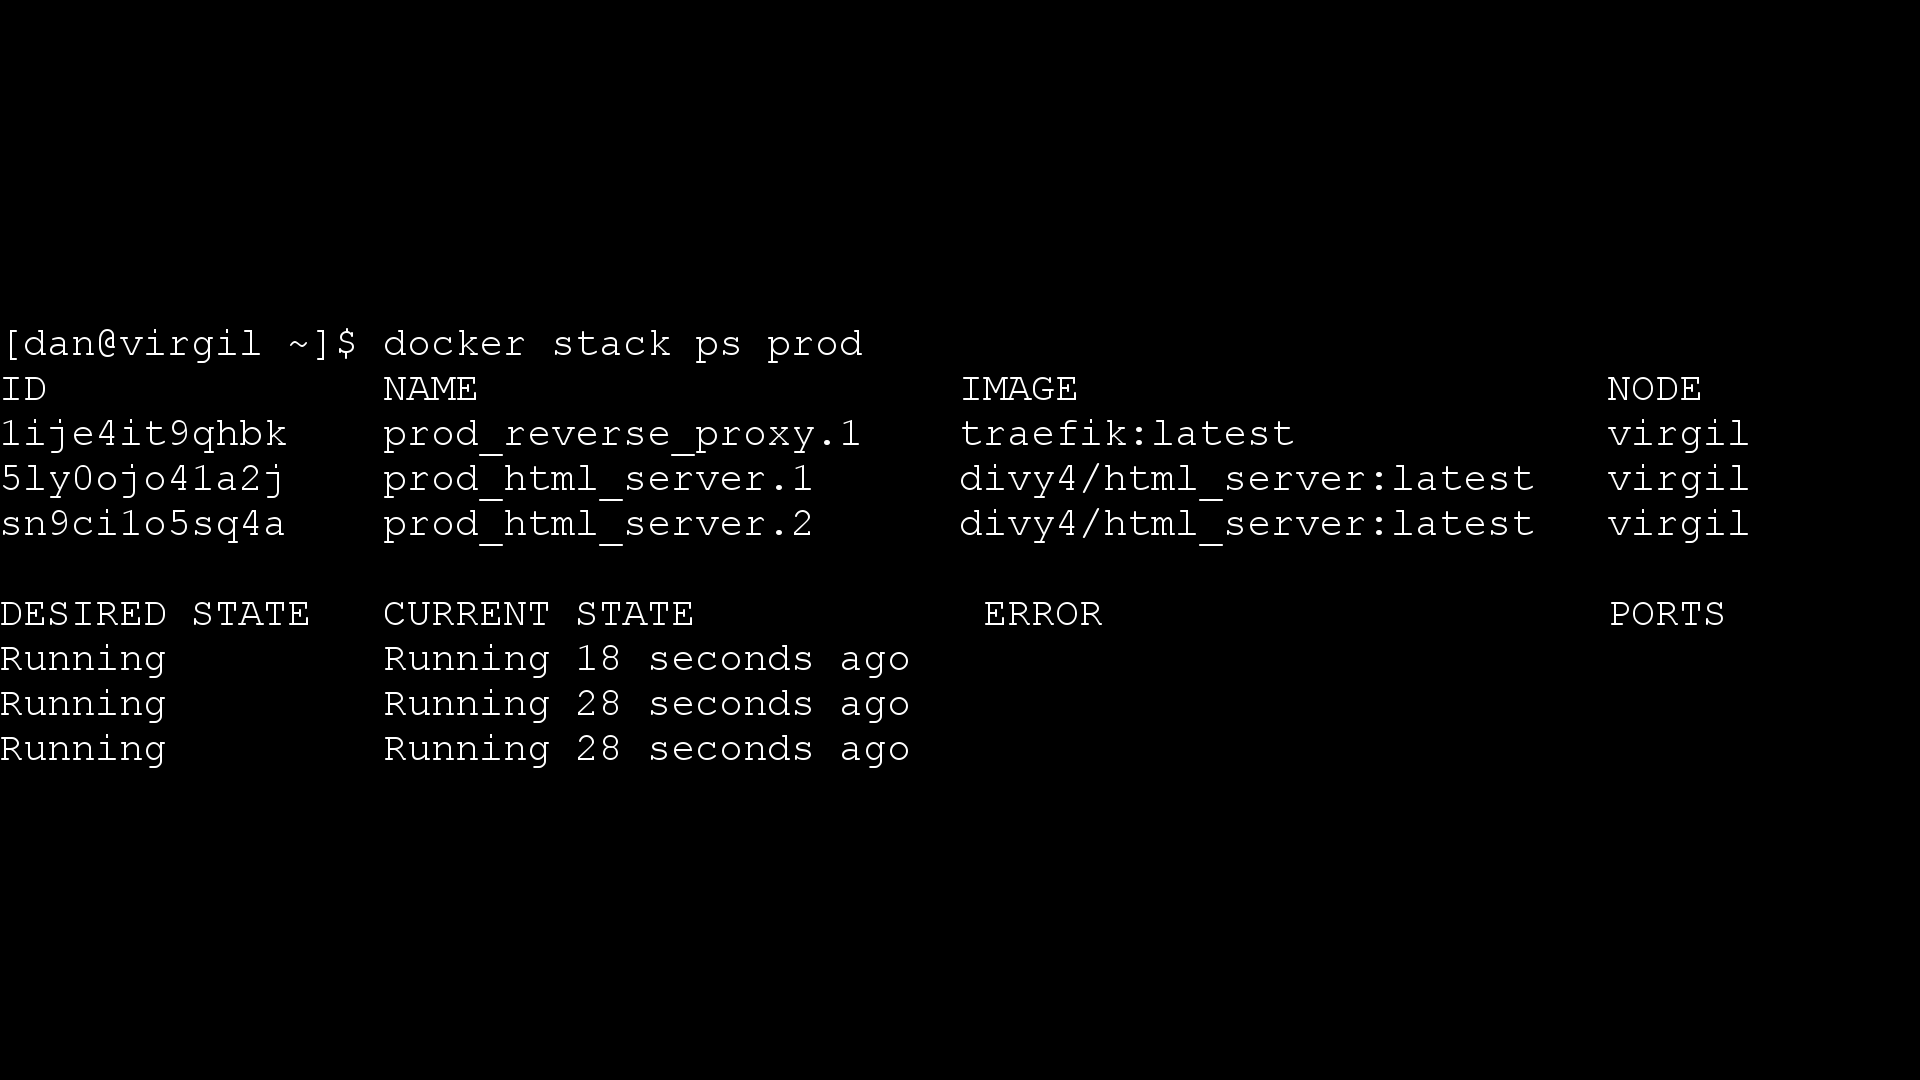 [dan@virgil ~]$ docker stack ps prod
ID NAME IMAGE NODE
1ije4it9qhbk prod_reverse_proxy.1 traefik:latest virgil
5ly0ojo41a2j prod_html_server.1 divy4/html_server:latest virgil
sn9ci1o5sq4a prod_html_server.2 divy4/html_server:latest virgil
DESIRED STATE CURRENT STATE ERROR PORTS
Running Running 18 seconds ago
Running Running 28 seconds ago
Running Running 28 seconds ago